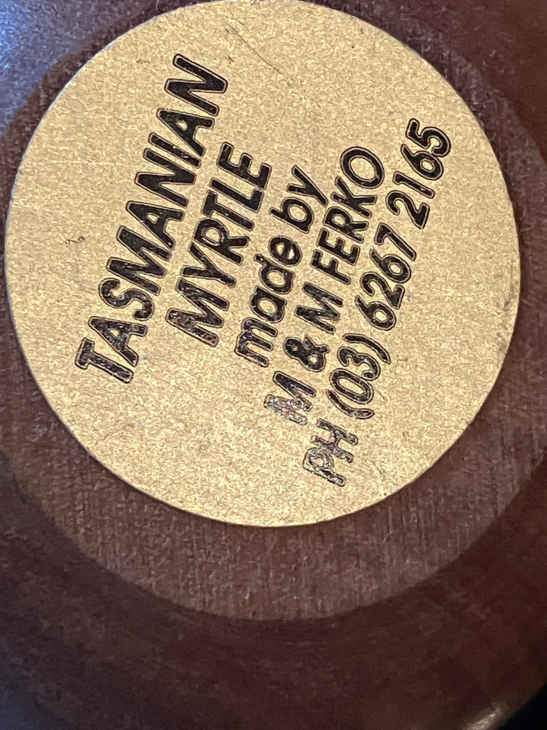 TASMANIAN
MYRTLE
made by
M & M FERKO
PH (03) 6267 2165